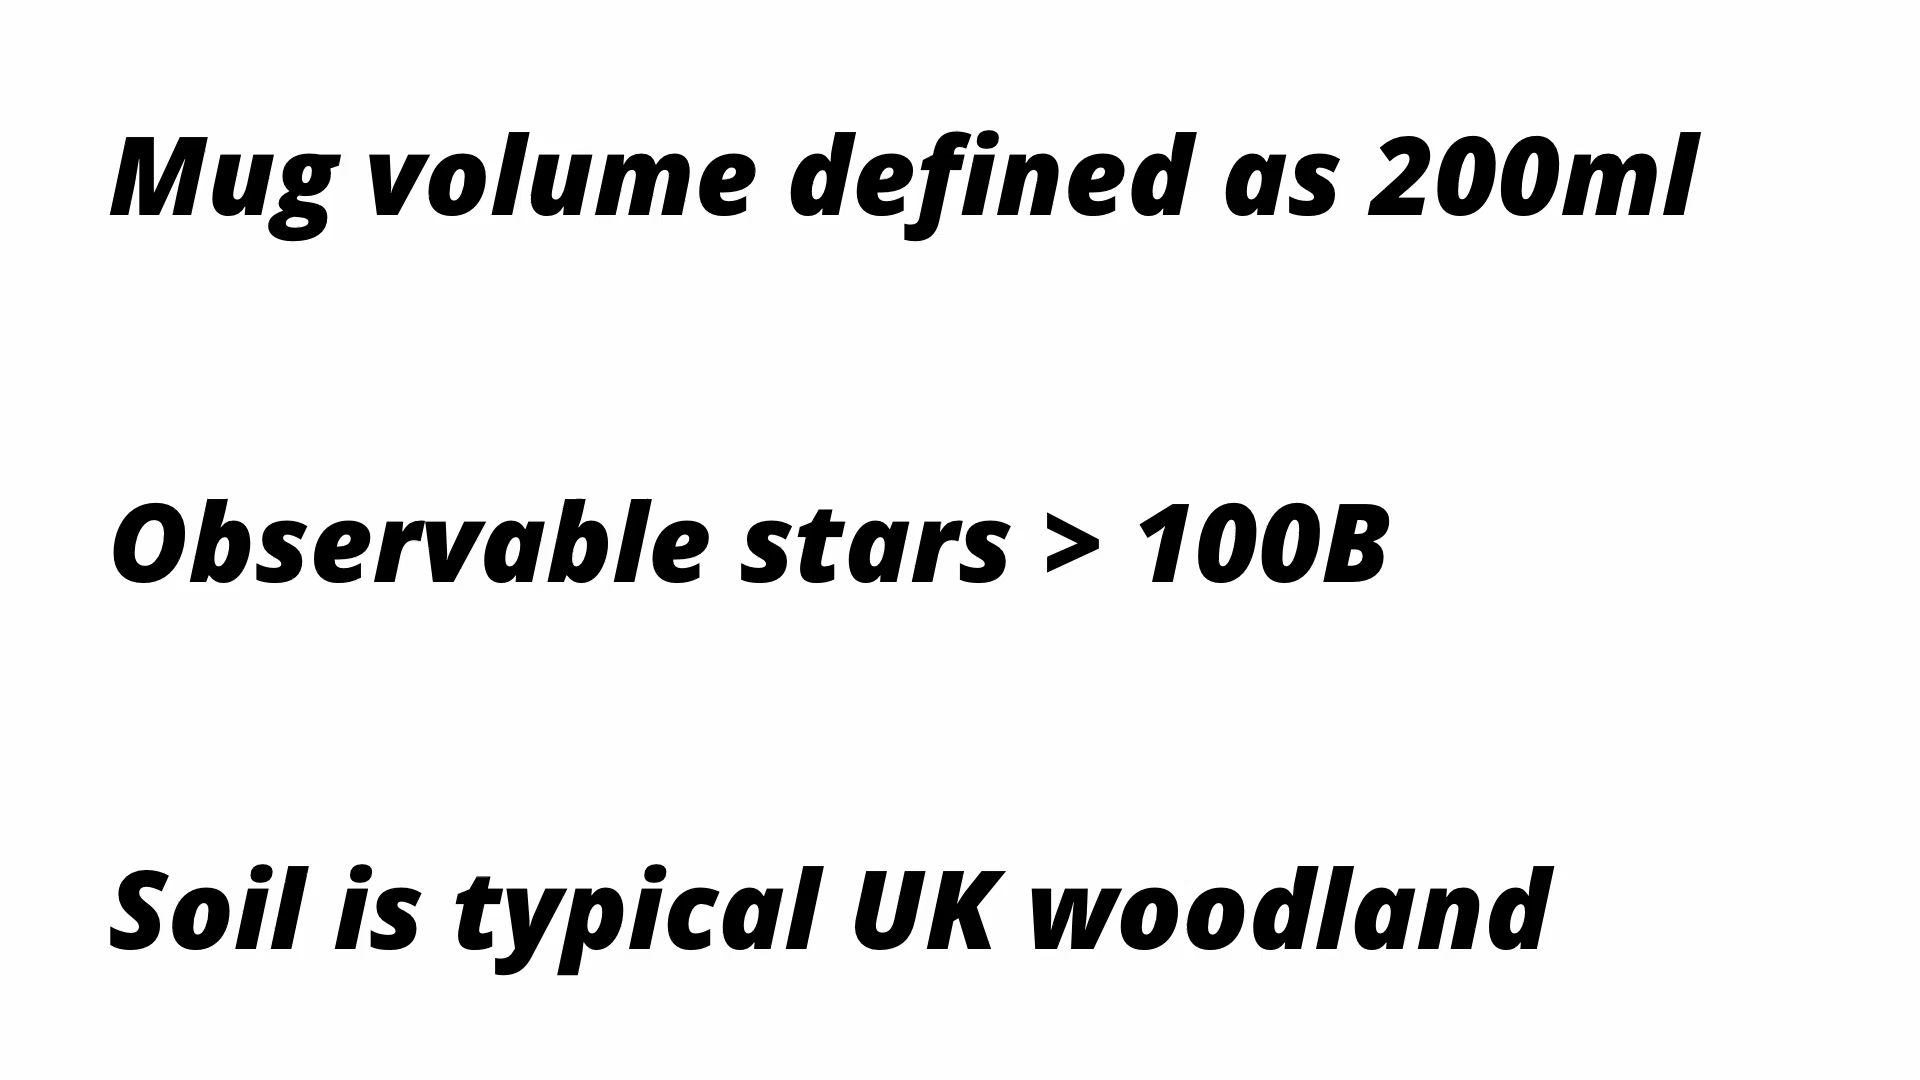 Mug volume defined as 200ml
Observable stars > 100B
Soil is typical UK woodland